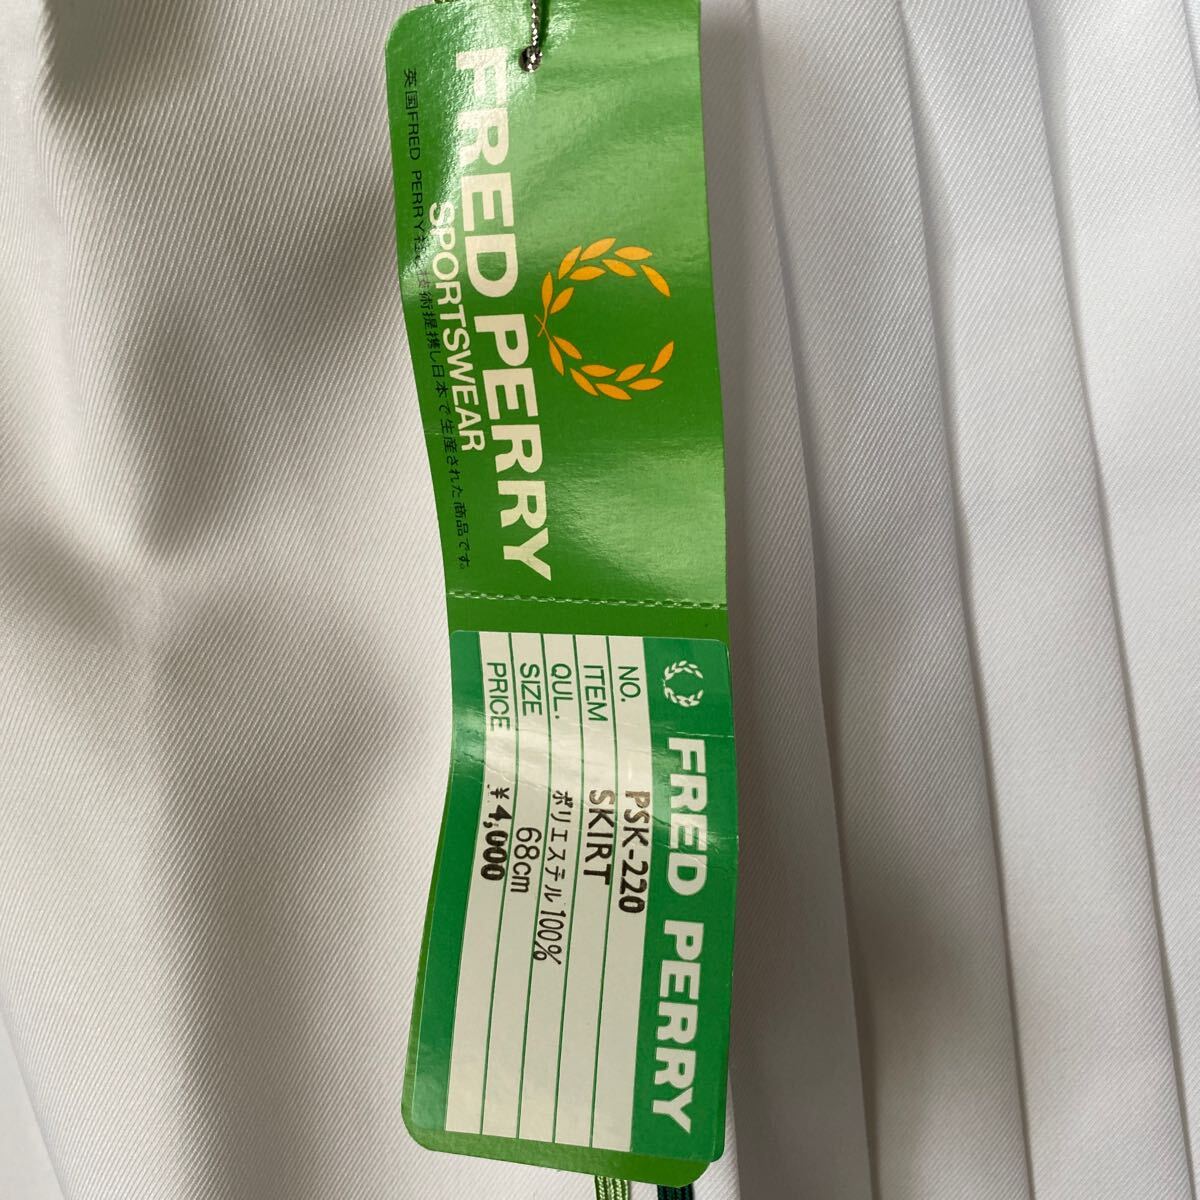 FRED PERRY
SPORTSWEAR
英国FRED PERRY社と技術提携し日本で生産された商品です。
FRED PERRY
NO. PSK-220
ITEM SKIRT
QUL. ポリエステル100%
SIZE 68cm
PRICE ¥4,000